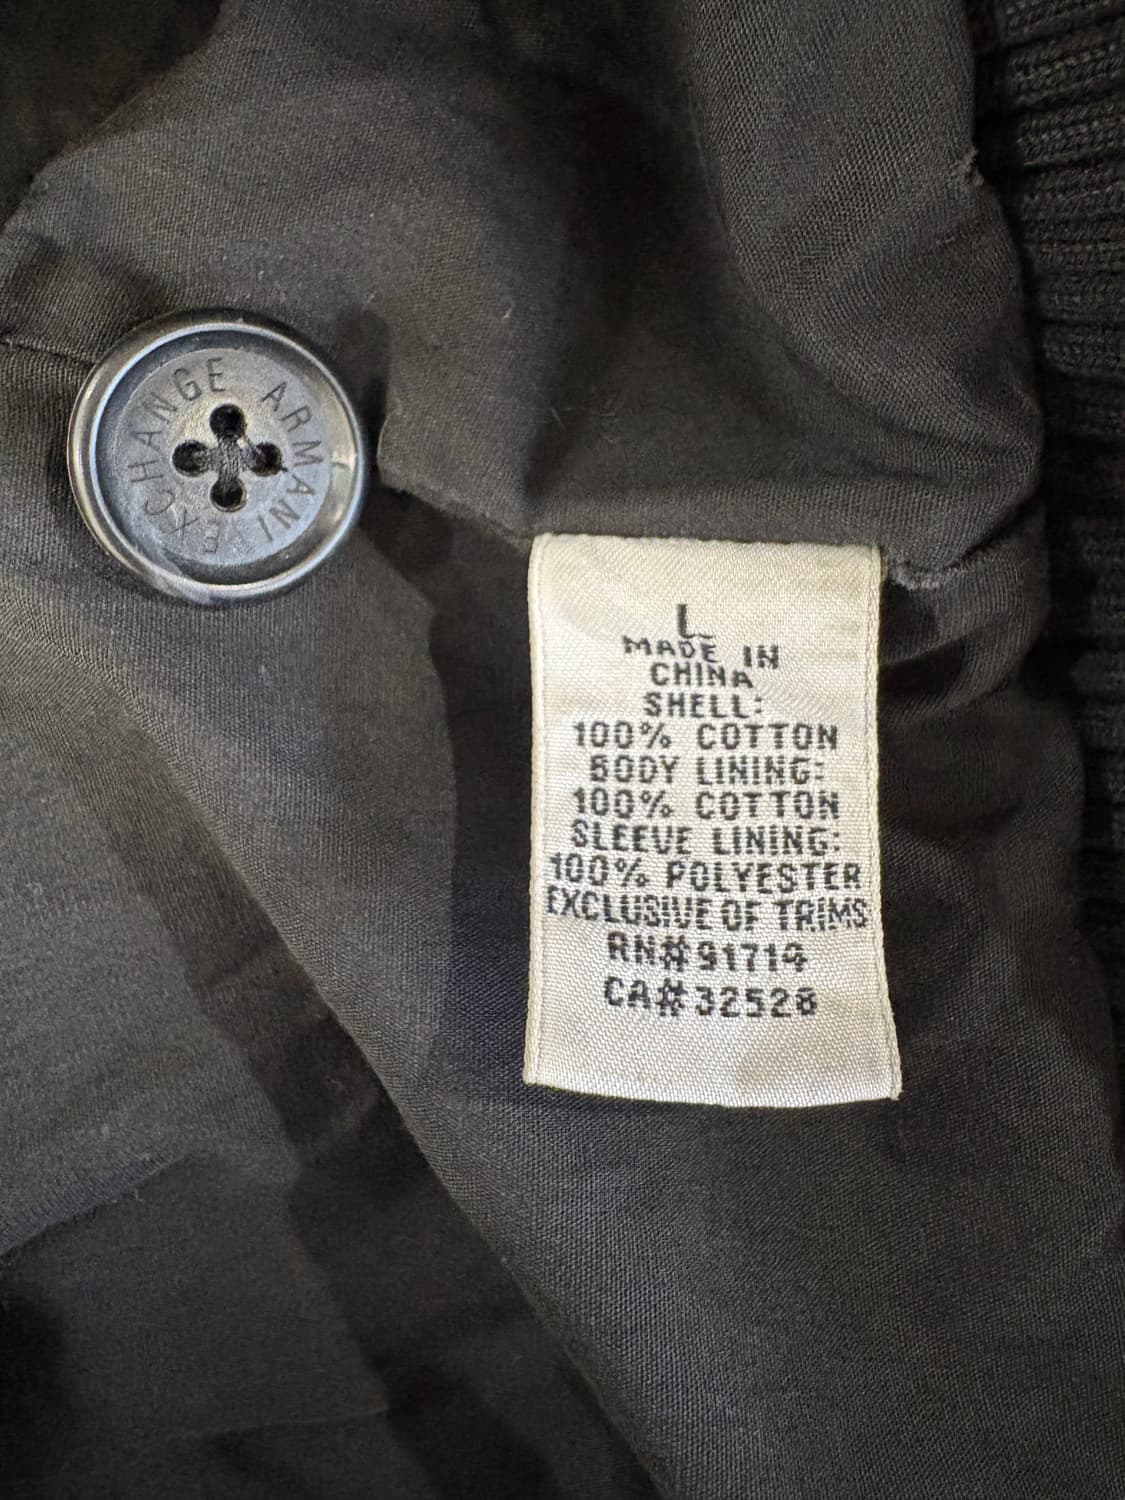 ARMANI EXCHANGE
L
MADE IN
CHINA
SHELL:
100% COTTON
BODY LINING:
100% COTTON
SLEEVE LINING:
100% POLYESTER
EXCLUSIVE OF TRIMS
RN# 91714
CA# 32528